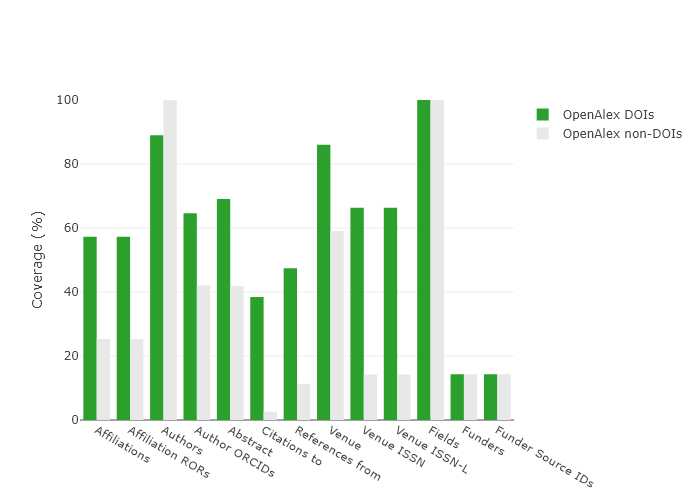 100
80
60
40
20
0
Coverage (%)
OpenAlex DOIs
OpenAlex non-DOIs
Affiliations
Affiliation RORs
Authors
Author ORCIDs
Abstract
Citations to
References from
Venue
Venue ISSN
Venue ISSN-L
Fields
Funders
Funder Source IDs